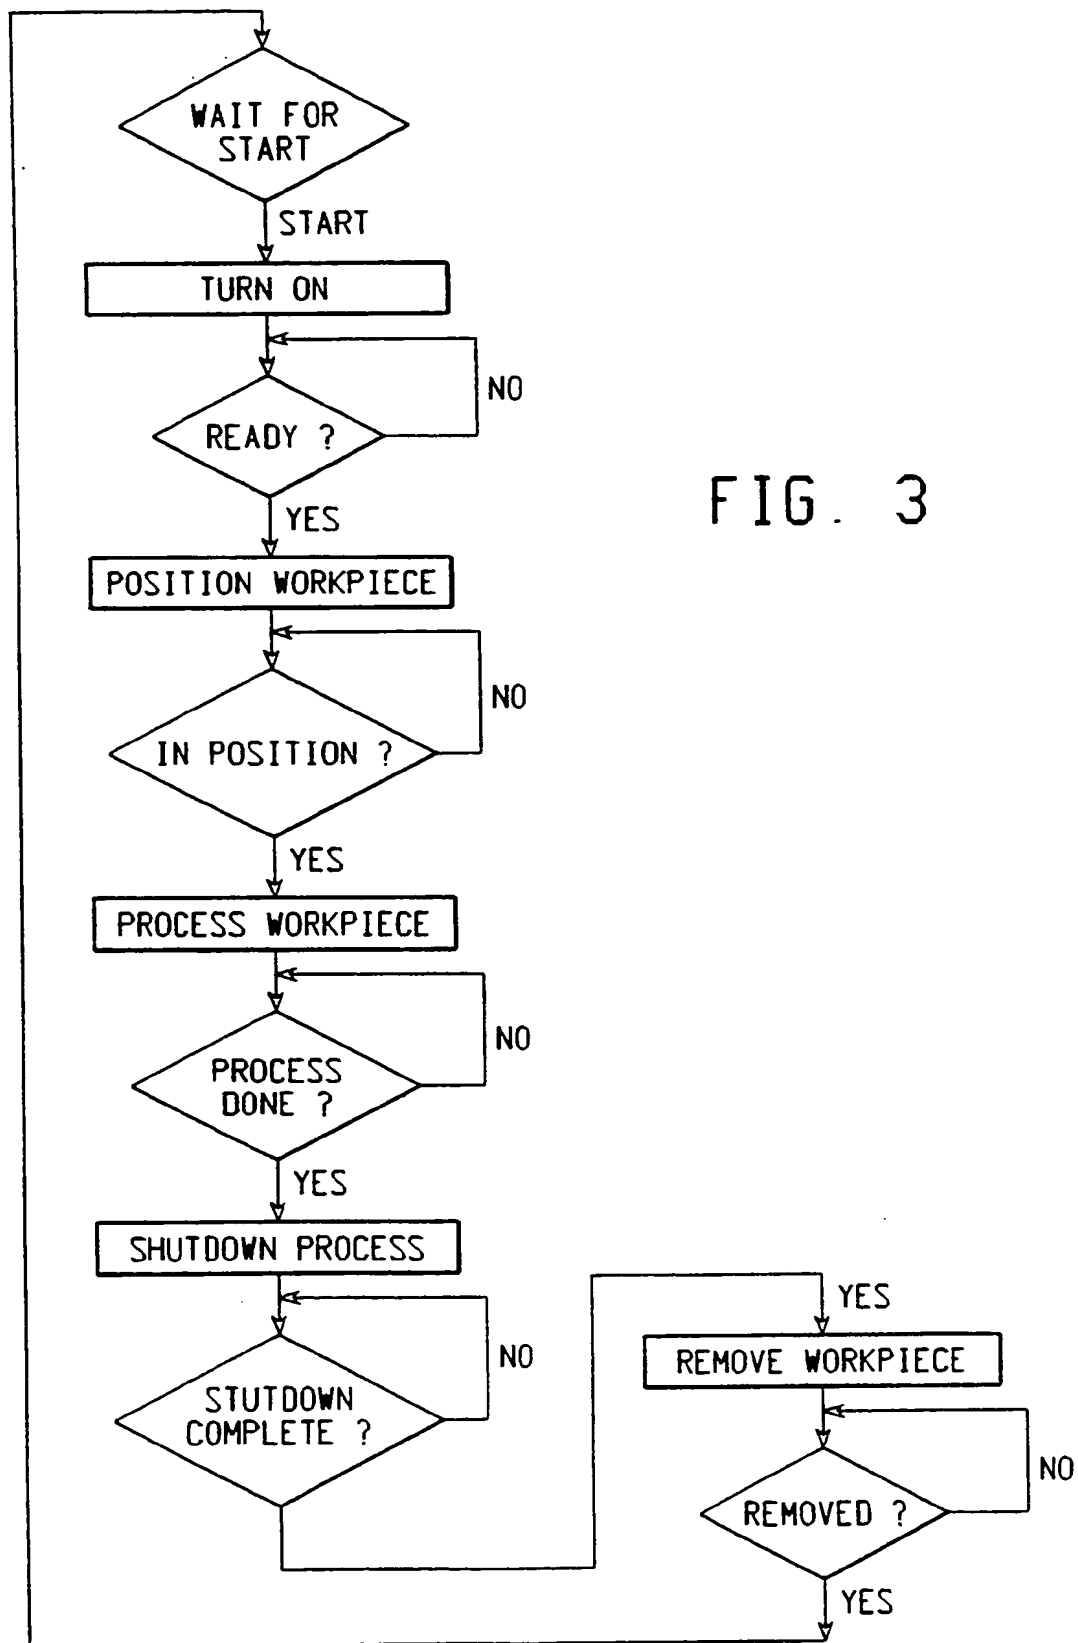 WAIT FOR
START
START
TURN ON
NO
READY ?
YES
POSITION WORKPIECE
NO
IN POSITION ?
YES
PROCESS WORKPIECE
NO
PROCESS
DONE ?
YES
SHUTDOWN PROCESS
NO
STUTDOWN
COMPLETE ?
YES
REMOVE WORKPIECE
NO
REMOVED ?
YES
FIG. 3